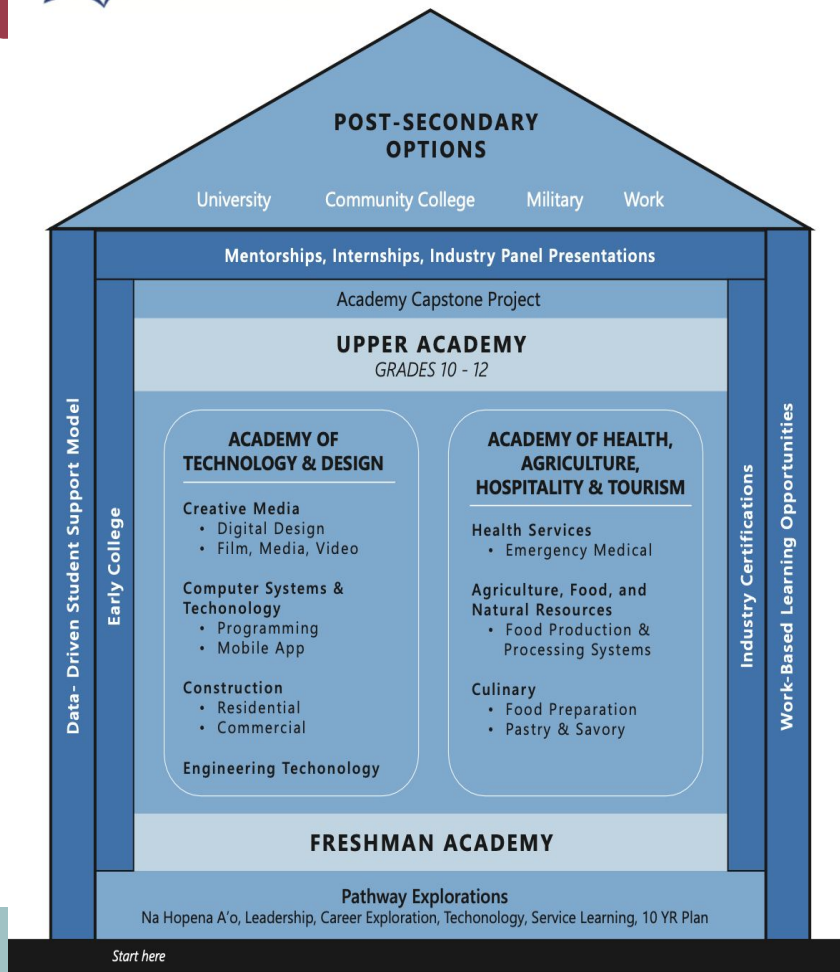 POST-SECONDARY
OPTIONS
University Community College Military Work
Mentorships, Internships, Industry Panel Presentations
Academy Capstone Project
UPPER ACADEMY
GRADES 10 - 12
Data- Driven Student Support Model
Early College
ACADEMY OF
TECHNOLOGY & DESIGN
Creative Media
• Digital Design
• Film, Media, Video
Computer Systems &
Techonology
• Programming
• Mobile App
Construction
• Residential
• Commercial
Engineering Techonology
ACADEMY OF HEALTH,
AGRICULTURE,
HOSPITALITY & TOURISM
Health Services
• Emergency Medical
Agriculture, Food, and
Natural Resources
• Food Production &
Processing Systems
Culinary
• Food Preparation
• Pastry & Savory
Industry Certifications
Work-Based Learning Opportunities
FRESHMAN ACADEMY
Pathway Explorations
Na Hopena A'o, Leadership, Career Exploration, Techonology, Service Learning, 10 YR Plan
Start here